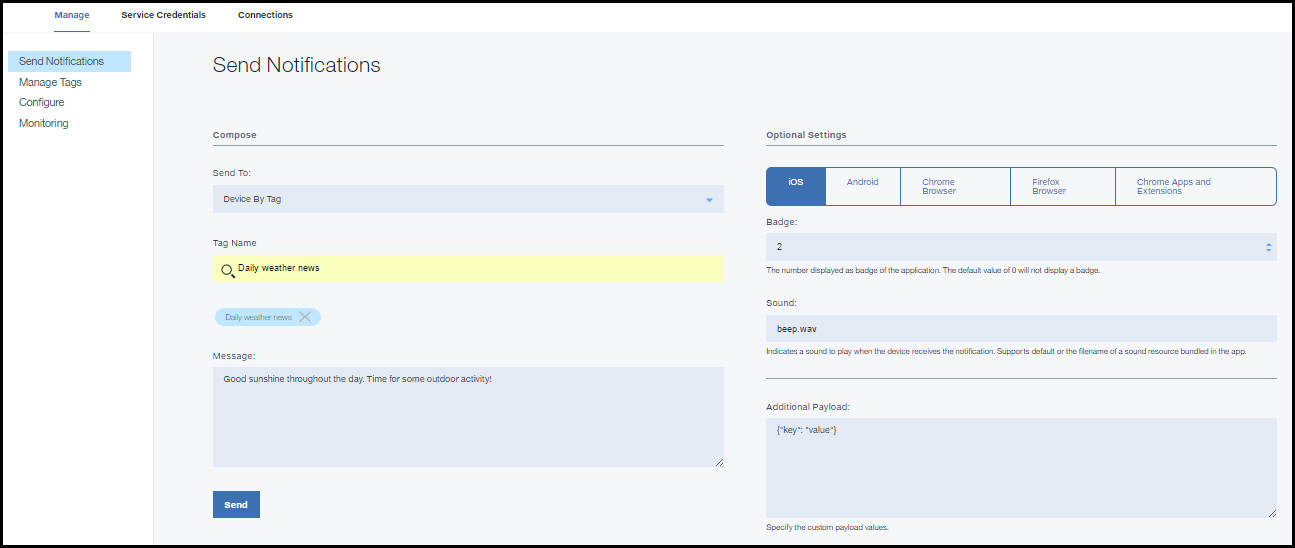 Manage Service Credentials Connections
Send Notifications
Manage Tags
Configure
Monitoring
Send Notifications
Compose
Send To:
Device By Tag
Tag Name
Daily weather news
Daily weather news
Message:
Good sunshine throughout the day. Time for some outdoor activity!
Send
Optional Settings
iOS
Android
Chrome
Browser
Firefox
Browser
Chrome Apps and
Extensions
Badge:
2
The number displayed as badge of the application. The default value of 0 will not display a badge.
Sound:
beep.wav
Indicates a sound to play when the device receives the notification. Supports default or the filename of a sound resource bundled in the app.
Additional Payload:
{"key": "value"}
Specify the custom payload values.